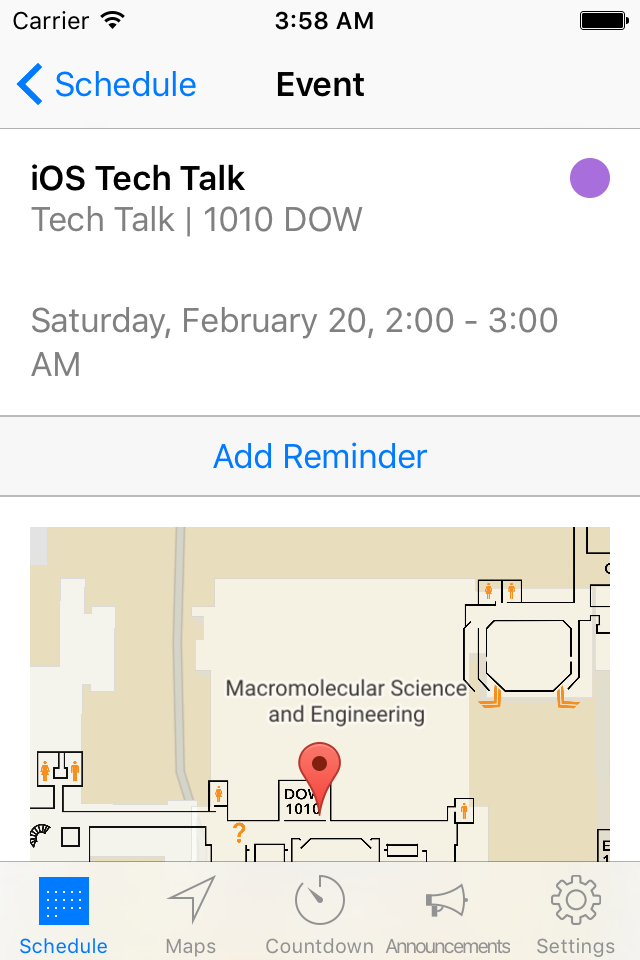 Carrier 3:58 AM
Schedule Event
iOS Tech Talk
Tech Talk | 1010 DOW
Saturday, February 20, 2:00 - 3:00
AM
Add Reminder
Macromolecular Science
and Engineering
DOW
1010
?
Schedule Maps Countdown Announcements Settings